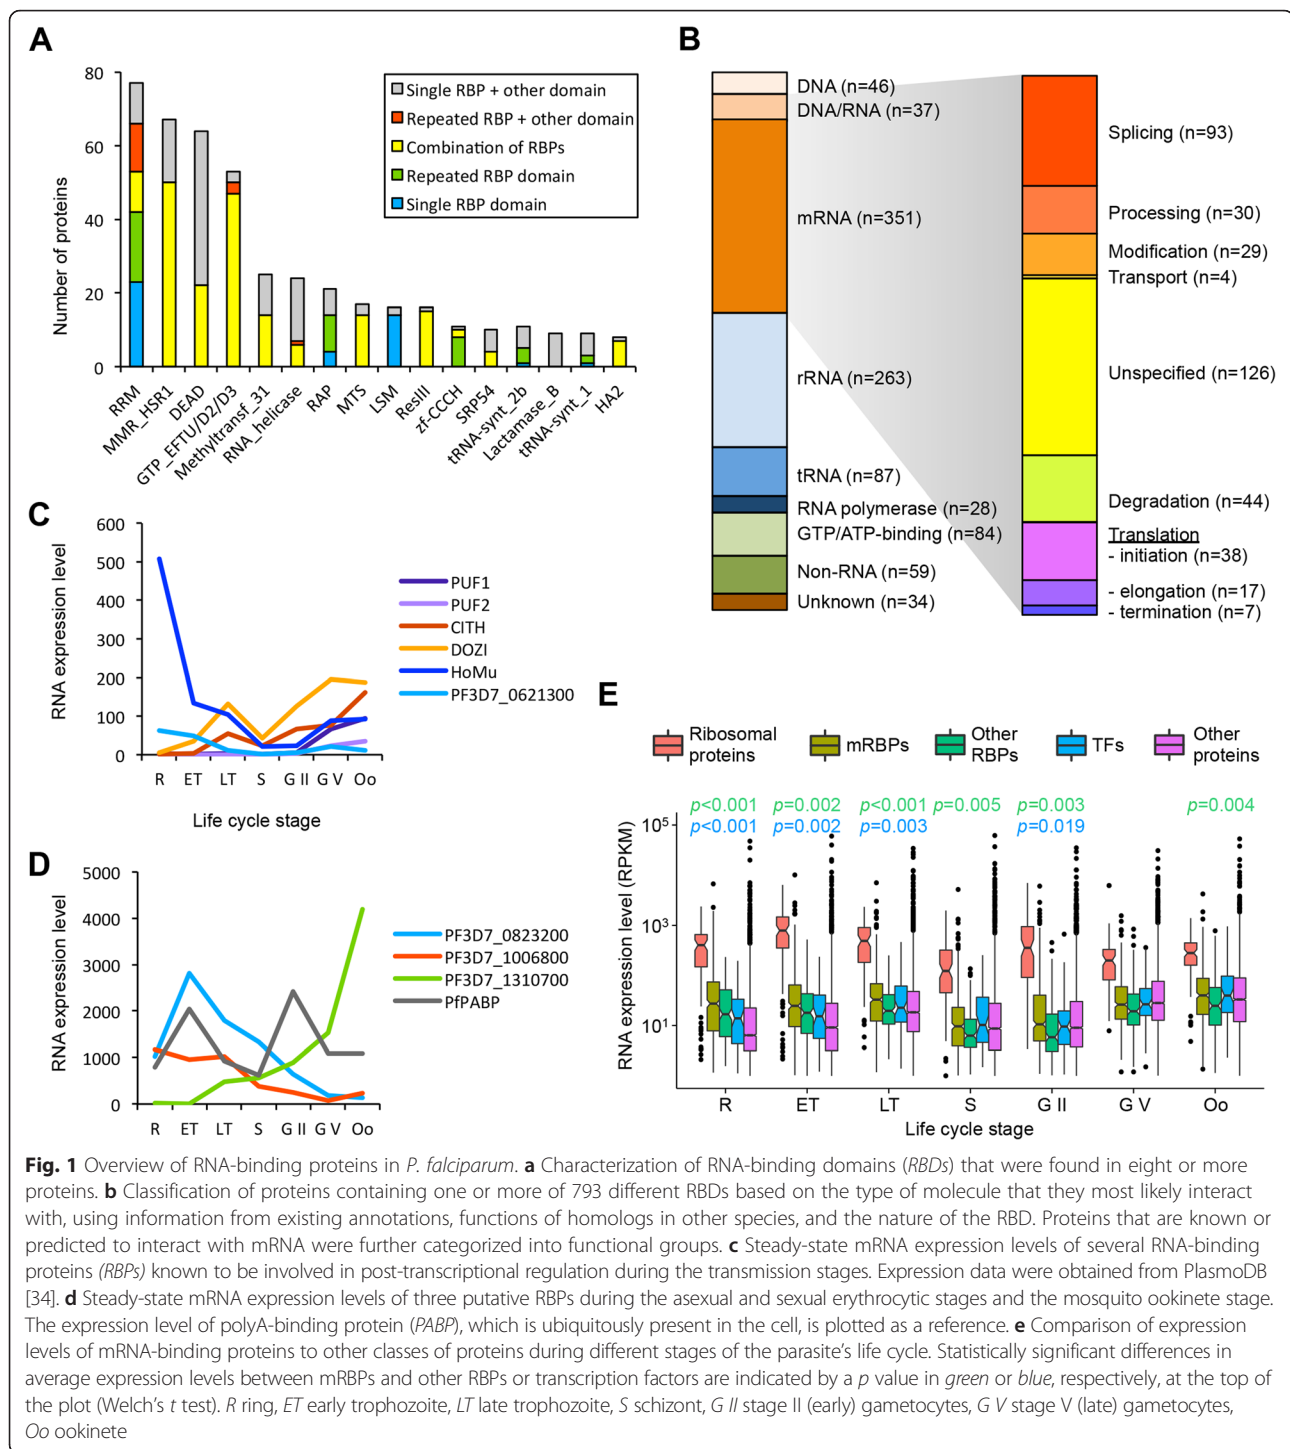 A
80
60
40
20
0
Number of proteins
Single RBP + other domain
Repeated RBP + other domain
Combination of RBPs
Repeated RBP domain
Single RBP domain
RRM
MMR_HSR1
DEAD
GTP_EFTU/D2/D3
Methyltransf_31
RNA_helicase
RAP
MTS
LSM
ResIII
zf-CCCH
SRP54
tRNA-synt_2b
Lactamase_B
tRNA-synt_1
HA2
B
DNA (n=46)
DNA/RNA (n=37)
mRNA (n=351)
rRNA (n=263)
tRNA (n=87)
RNA polymerase (n=28)
GTP/ATP-binding (n=84)
Non-RNA (n=59)
Unknown (n=34)
Splicing (n=93)
Processing (n=30)
Modification (n=29)
Transport (n=4)
Unspecified (n=126)
Degradation (n=44)
Translation
- initiation (n=38)
- elongation (n=17)
- termination (n=7)
C
600
500
400
300
200
100
0
RNA expression level
R ET LT S G II G V Oo
Life cycle stage
PUF1
PUF2
CITH
DOZI
HoMu
PF3D7_0621300
D
5000
4000
3000
2000
1000
0
RNA expression level
R ET LT S G II G V Oo
PF3D7_0823200
PF3D7_1006800
PF3D7_1310700
PfPABP
E
Ribosomal proteins
mRBPs
Other RBPs
TFs
Other proteins
p<0.001 p=0.002 p<0.001 p=0.005 p=0.003 p=0.004
p<0.001 p=0.002 p=0.003 p=0.019
10^5
10^3
10^1
RNA expression level (RPKM)
R ET LT S G II G V Oo
Life cycle stage
Fig. 1 Overview of RNA-binding proteins in P. falciparum. a Characterization of RNA-binding domains (RBDs) that were found in eight or more
proteins. b Classification of proteins containing one or more of 793 different RBDs based on the type of molecule that they most likely interact
with, using information from existing annotations, functions of homologs in other species, and the nature of the RBD. Proteins that are known or
predicted to interact with mRNA were further categorized into functional groups. c Steady-state mRNA expression levels of several RNA-binding
proteins (RBPs) known to be involved in post-transcriptional regulation during the transmission stages. Expression data were obtained from PlasmoDB
[34]. d Steady-state mRNA expression levels of three putative RBPs during the asexual and sexual erythrocytic stages and the mosquito ookinete stage.
The expression level of polyA-binding protein (PABP), which is ubiquitously present in the cell, is plotted as a reference. e Comparison of expression
levels of mRNA-binding proteins to other classes of proteins during different stages of the parasite's life cycle. Statistically significant differences in
average expression levels between mRBPs and other RBPs or transcription factors are indicated by a p value in green or blue, respectively, at the top of
the plot (Welch's t test). R ring, ET early trophozoite, LT late trophozoite, S schizont, G II stage II (early) gametocytes, G V stage V (late) gametocytes,
Oo ookinete